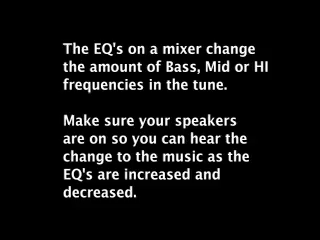 The EQ's on a mixer change
the amount of Bass, Mid or HI
frequencies in the tune.
Make sure your speakers
are on so you can hear the
change to the music as the
EQ's are increased and
decreased.